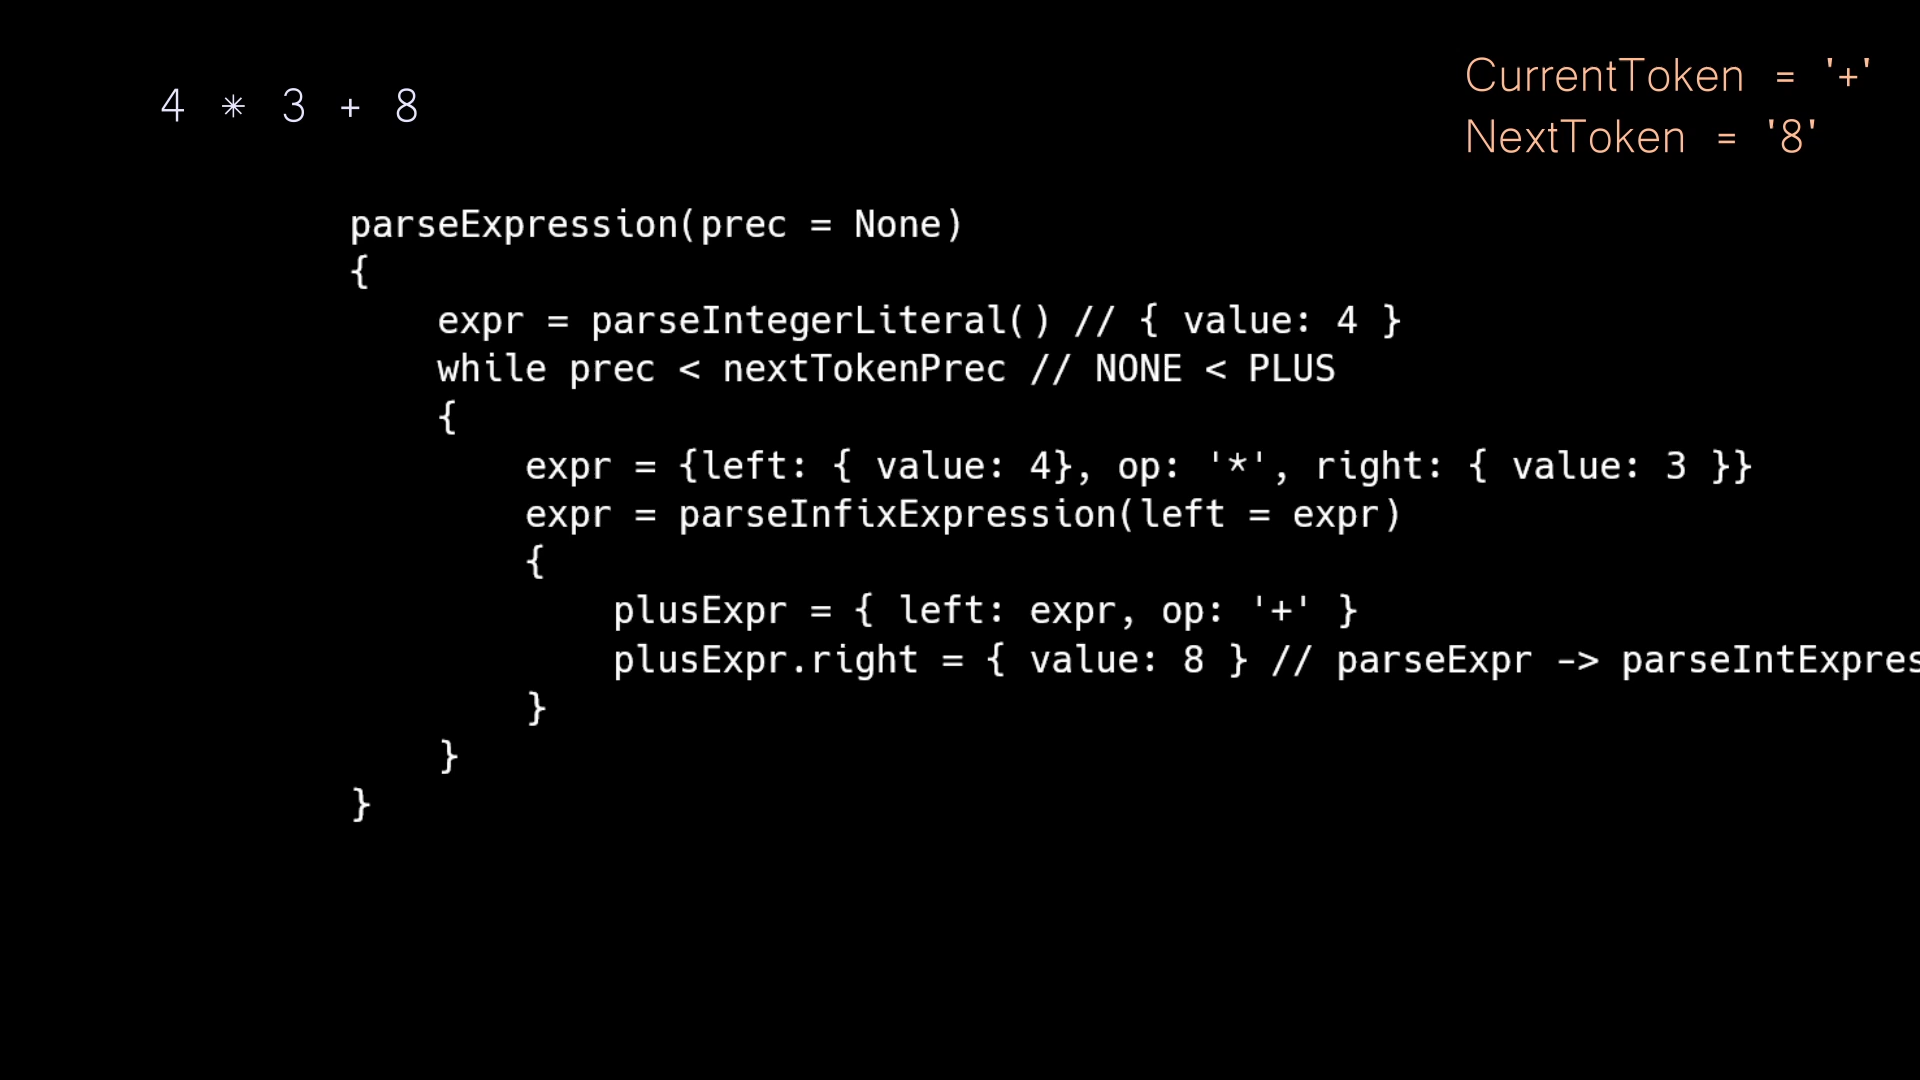 4 * 3 + 8
CurrentToken = '+'
NextToken = '8'
parseExpression(prec = None)
{
expr = parseIntegerLiteral() // { value: 4 }
while prec < nextTokenPrec // NONE < PLUS
{
expr = {left: { value: 4}, op: '*', right: { value: 3 }}
expr = parseInfixExpression(left = expr)
{
plusExpr = { left: expr, op: '+' }
plusExpr.right = { value: 8 } // parseExpr -> parseIntExpres
}
}
}